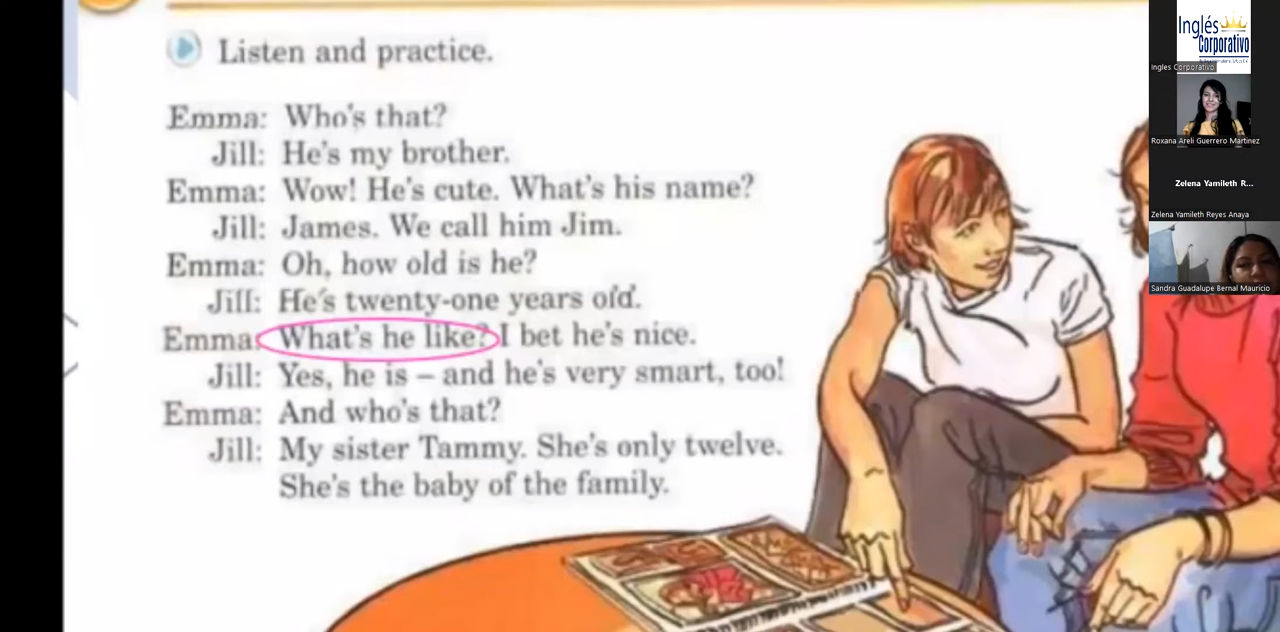 Listen and practice.
Emma: Who's that?
Jill: He's my brother.
Emma: Wow! He's cute. What's his name?
Jill: James. We call him Jim.
Emma: Oh, how old is he?
Jill: He's twenty-one years old.
Emma: What's he like? I bet he's nice.
Jill: Yes, he is – and he's very smart, too!
Emma: And who's that?
Jill: My sister Tammy. She's only twelve.
She's the baby of the family.
Inglés
Corporativo
Ingles Corporativo
Roxana Areli Guerrero Martinez
Zelena Yamileth R...
Zelena Yamileth Reyes Anaya
Sandra Guadalupe Bernal Mauricio